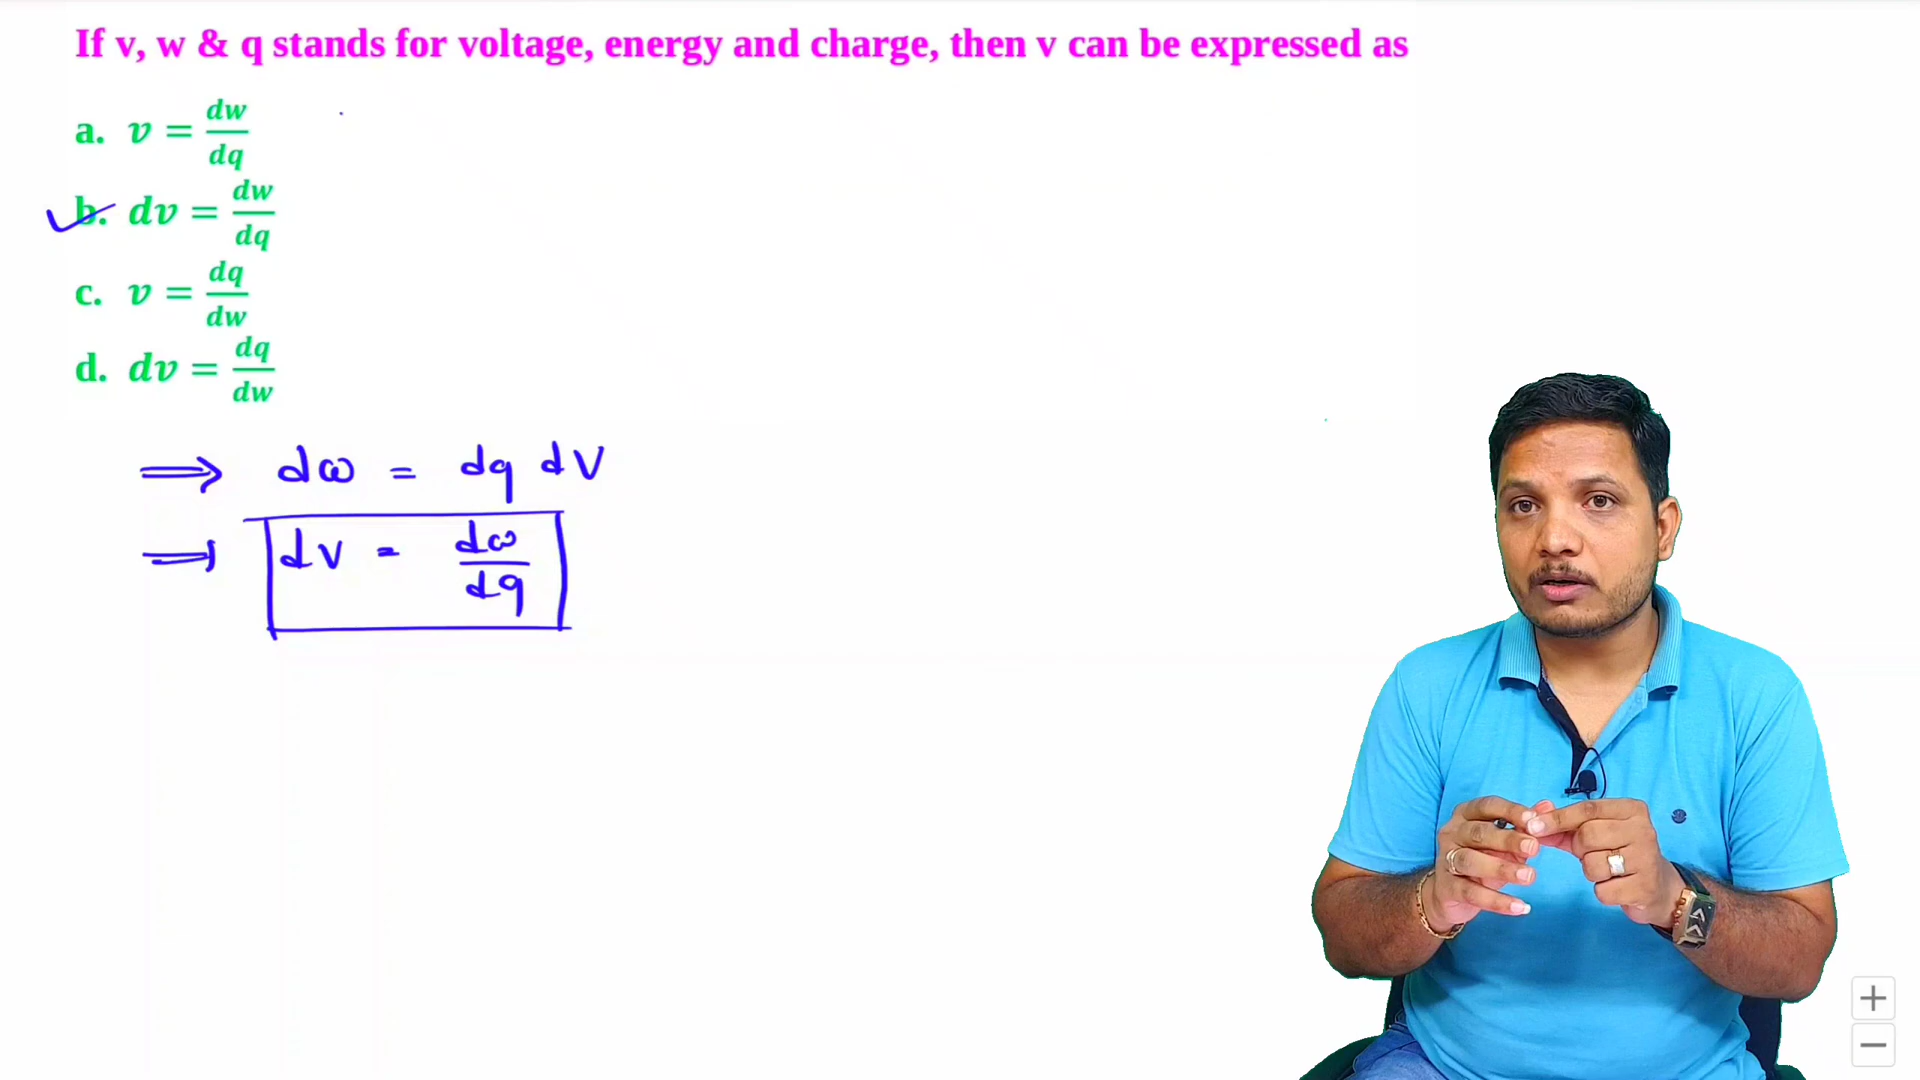 If v, w & q stands for voltage, energy and charge, then v can be expressed as
a. v = dw/dq
b. dv = dw/dq
c. v = dq/dw
d. dv = dq/dw
⇒ dω = dq dV
⇒ dV = dω/dq